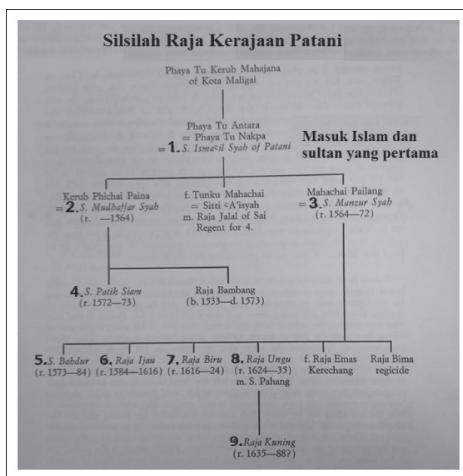 Silsilah Raja Kerajaan Patani
Phaya Tu Kerub Mahajana
of Kota Maligai
Phaya Tu Antara
= Phaya Tu Nakpa
= 1. S. Ismaʿil Syah of Patani
Masuk Islam dan
sultan yang pertama
Kerub Phichai Paina
= 2. S. Mudhaffar Syah
(r. —1564)
f. Tunku Mahachai
= Sitti ʿA'isyah
m. Raja Jalal of Sai
Regent for 4.
Mahachai Pailang
= 3. S. Manzur Syah
(r. 1564—72)
4. S. Patik Siam
(r. 1572—73)
Raja Bambang
(b. 1533—d. 1573)
5. S. Bahdur
(r. 1573—84)
6. Raja Ijau
(r. 1584—1616)
7. Raja Biru
(r. 1616—24)
8. Raja Ungu
(r. 1624—35)
m. S. Pahang
f. Raja Emas
Kerechang
Raja Bima
regicide
9. Raja Kuning
(r. 1635—88?)